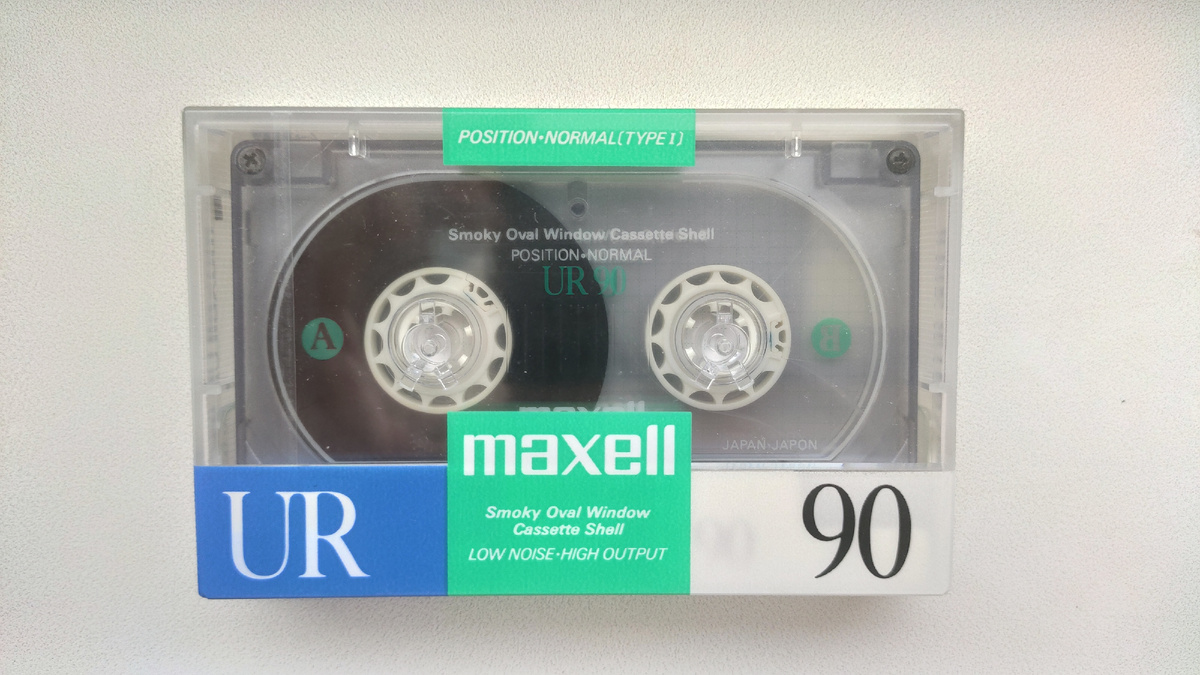 POSITION•NORMAL(TYPE I)
Smoky Oval Window Cassette Shell
POSITION•NORMAL
UR 90
A
maxell
JAPAN•JAPON
maxell
UR
Smoky Oval Window
Cassette Shell
LOW NOISE•HIGH OUTPUT
90